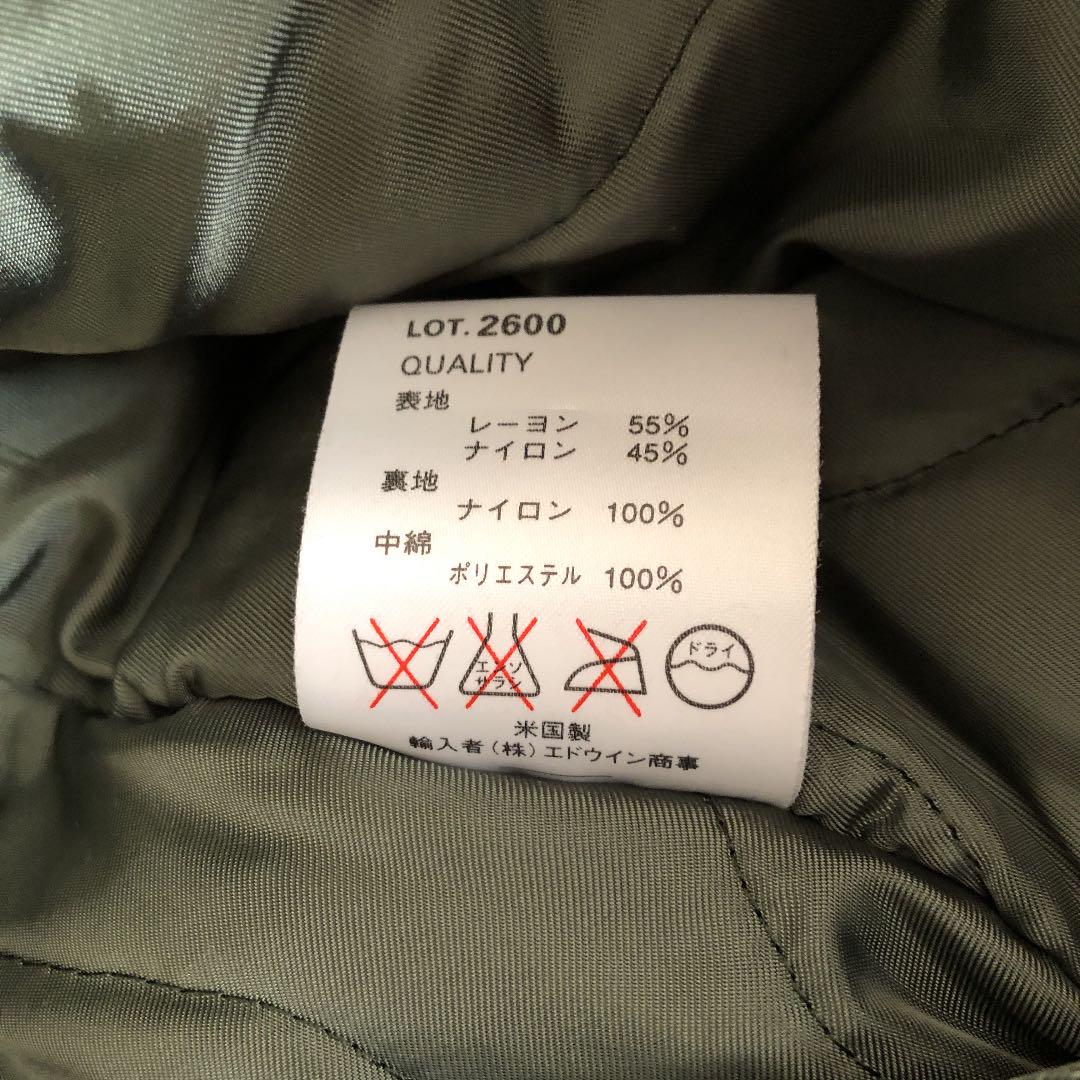 LOT. 2600
QUALITY
表地
レーヨン 55%
ナイロン 45%
裏地
ナイロン 100%
中綿
ポリエステル 100%
エンソ
サラシ
ドライ
米国製
輸入者(株)エドウイン商事